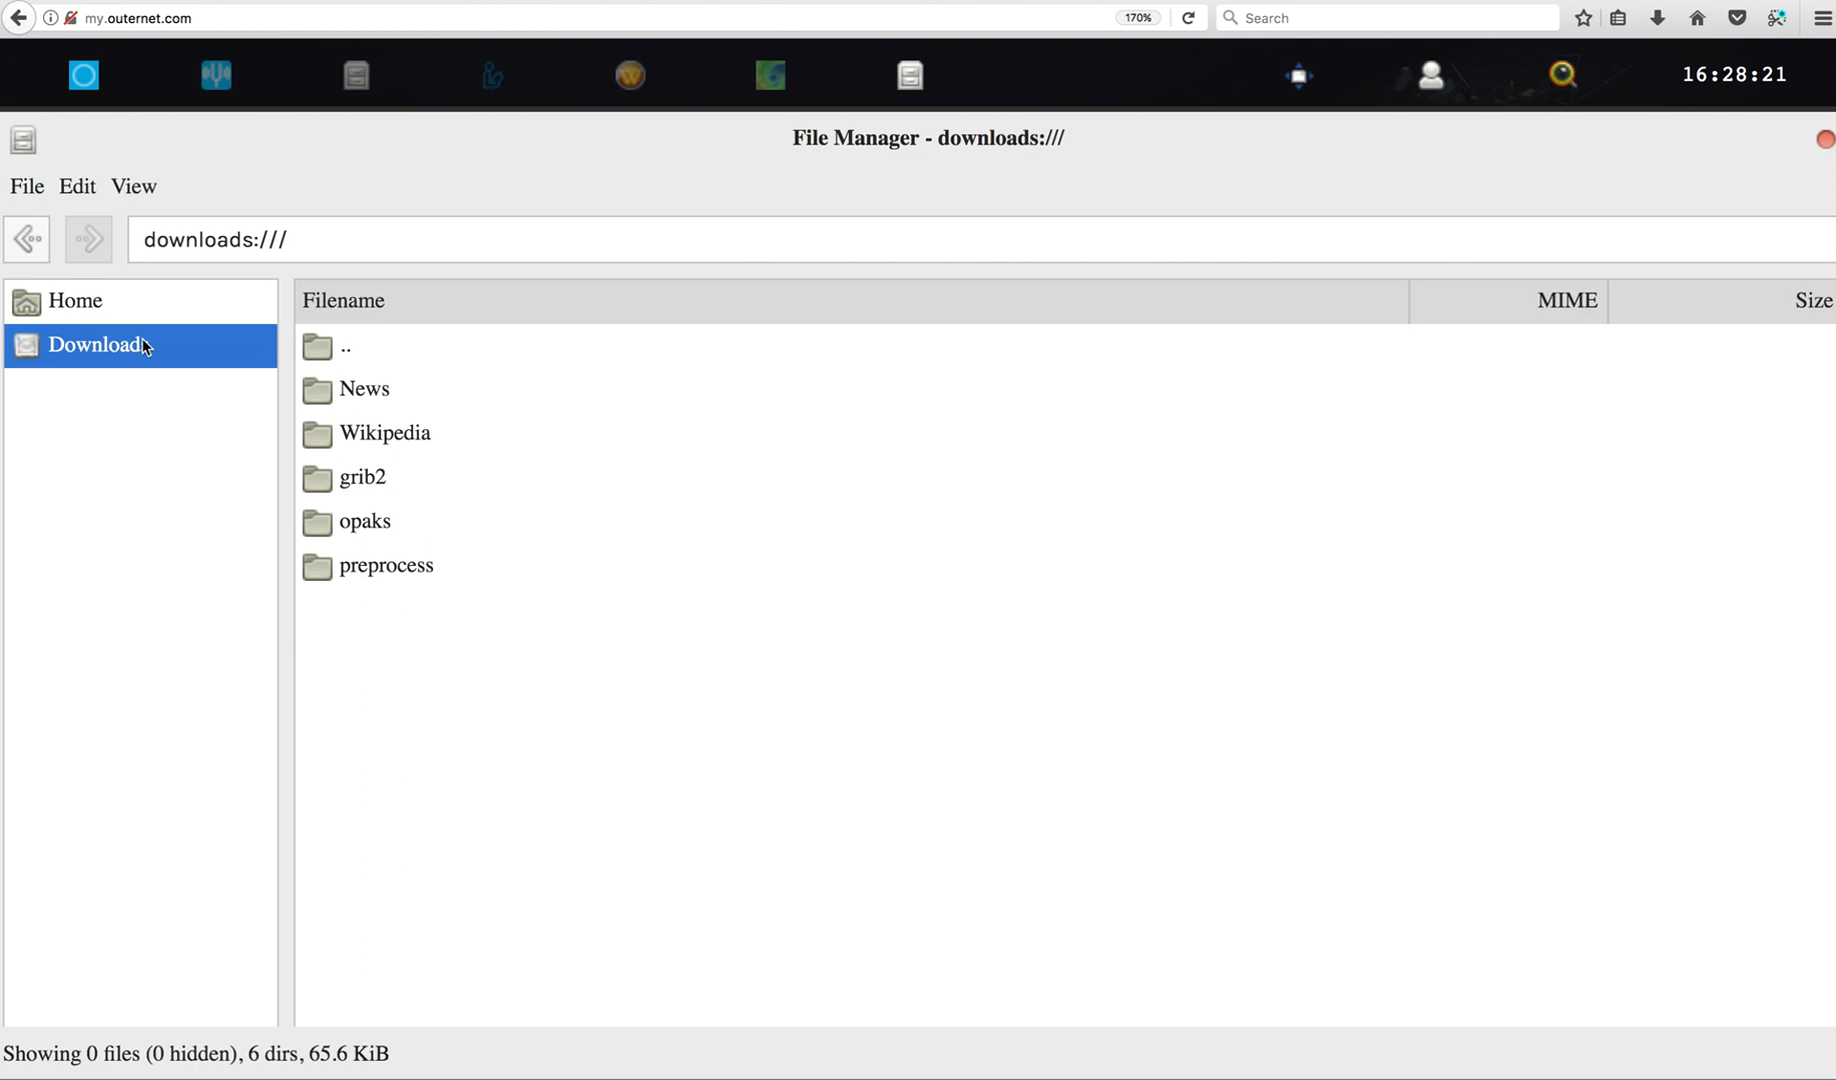 my.outernet.com
170%
Search
16:28:21
File Manager - downloads:///
File Edit View
downloads:///
Home
Filename
MIME
Size
Download
..
News
Wikipedia
grib2
opaks
preprocess
Showing 0 files (0 hidden), 6 dirs, 65.6 KiB